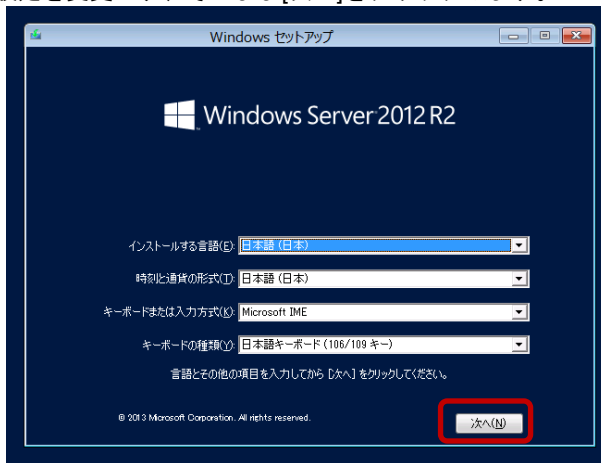 Windows セットアップ
Windows Server 2012 R2
インストールする言語(E): 日本語 (日本)
時刻と通貨の形式(T): 日本語 (日本)
キーボードまたは入力方式(K): Microsoft IME
キーボードの種類(Y): 日本語キーボード (106/109 キー)
言語とその他の項目を入力してから [次へ] をクリックしてください。
© 2013 Microsoft Corporation. All rights reserved.
次へ(N)